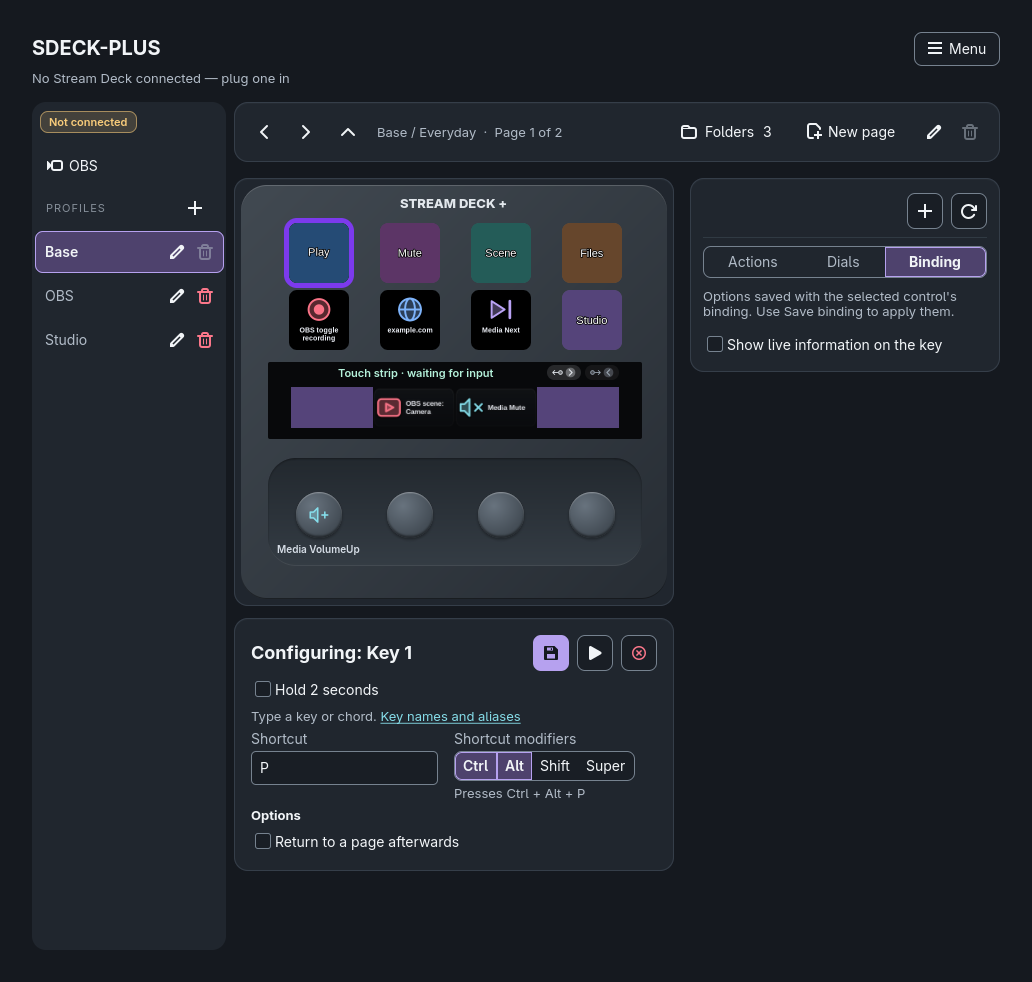 SDECK-PLUS
Menu
No Stream Deck connected — plug one in
Not connected
OBS
PROFILES
Base
OBS
Studio
Base / Everyday · Page 1 of 2
Folders 3
New page
STREAM DECK +
Play
Mute
Scene
Files
OBS toggle
recording
example.com
Media Next
Studio
Touch strip · waiting for input
OBS scene:
Camera
Media Mute
Media VolumeUp
Actions
Dials
Binding
Options saved with the selected control's
binding. Use Save binding to apply them.
Show live information on the key
Configuring: Key 1
Hold 2 seconds
Type a key or chord. Key names and aliases
Shortcut
P
Shortcut modifiers
Ctrl
Alt
Shift
Super
Presses Ctrl + Alt + P
Options
Return to a page afterwards